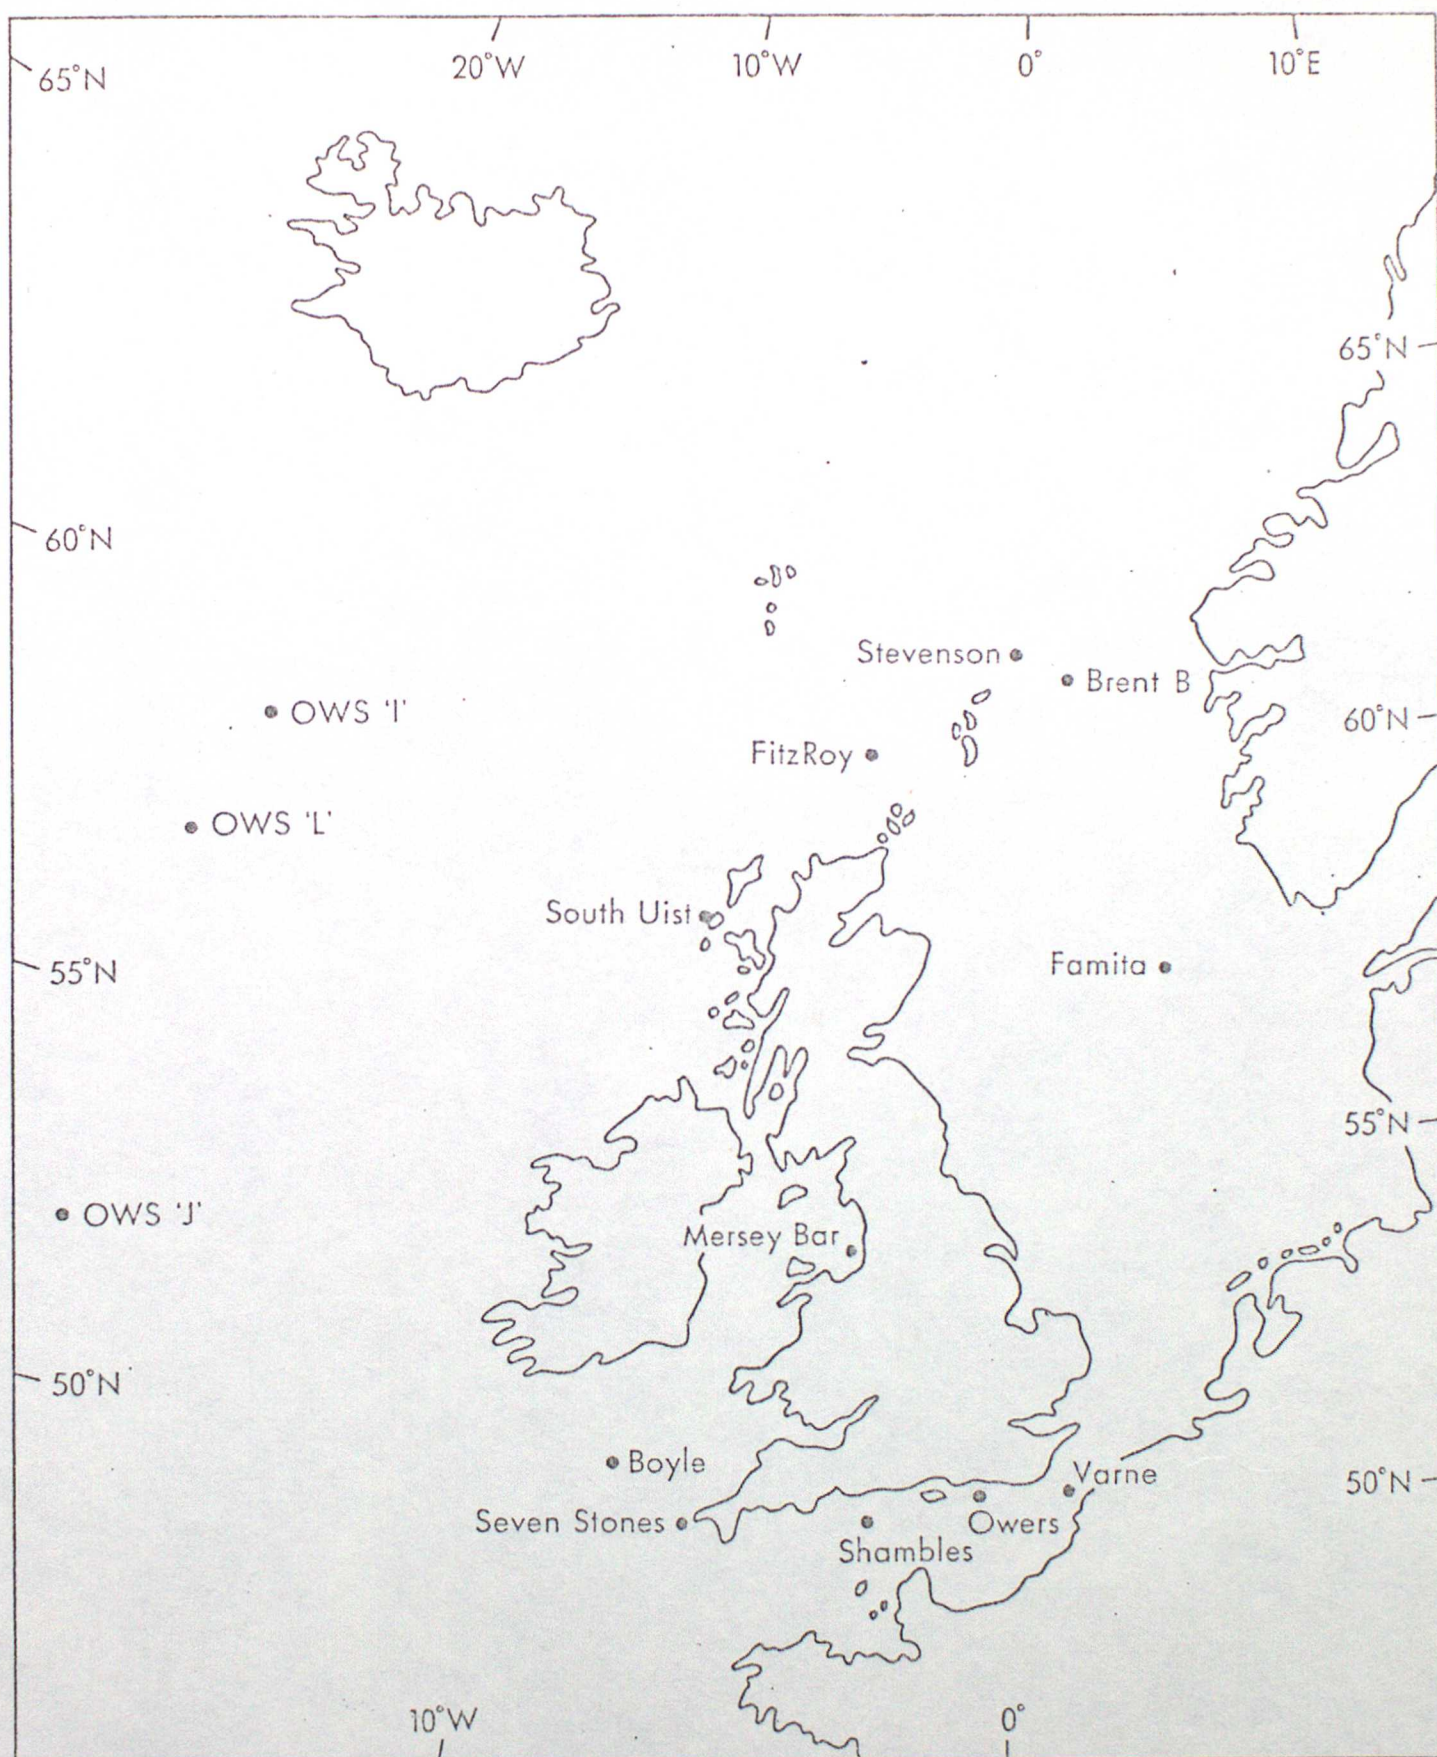 20°W
10°W
0°
10°E
65°N
65°N
60°N
Stevenson
Brent B
OWS 'I'
60°N
FitzRoy
OWS 'L'
South Uist
Famita
55°N
55°N
OWS 'J'
Mersey Bar
50°N
Boyle
Varne
50°N
Seven Stones
Owers
Shambles
10°W
0°